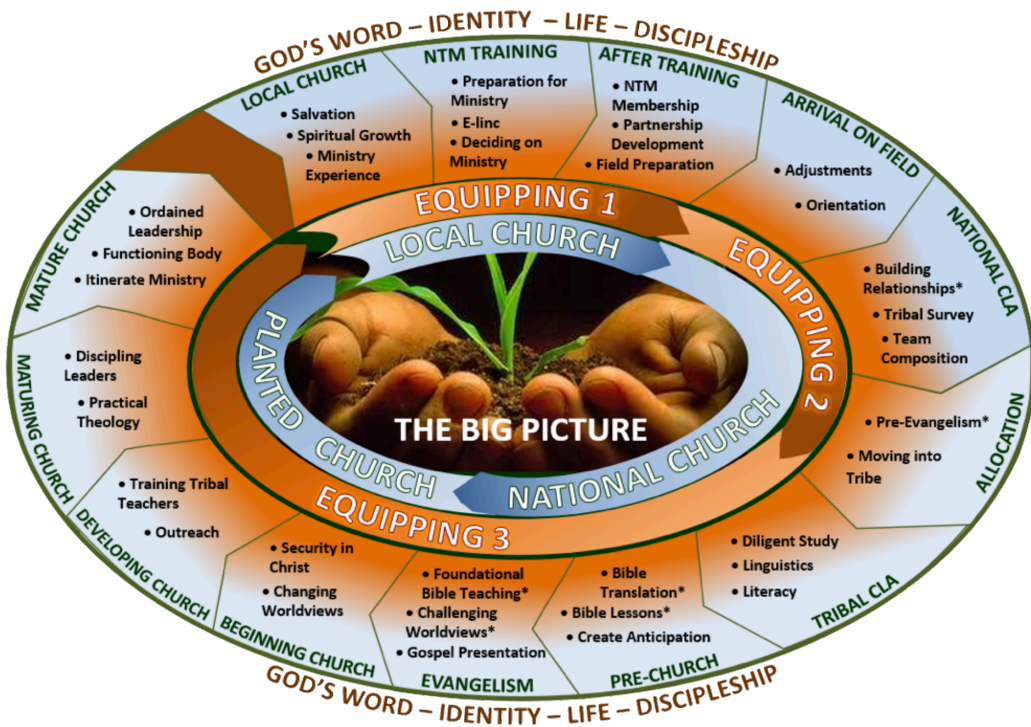 GOD'S WORD – IDENTITY – LIFE – DISCIPLESHIP
LOCAL CHURCH
• Salvation
• Spiritual Growth
• Ministry
Experience
NTM TRAINING
• Preparation for
Ministry
• E-linc
• Deciding on
Ministry
AFTER TRAINING
• NTM
Membership
• Partnership
Development
• Field Preparation
ARRIVAL ON FIELD
• Adjustments
• Orientation
NATIONAL CLA
• Building
Relationships*
• Tribal Survey
• Team
Composition
ALLOCATION
• Pre-Evangelism*
• Moving into
Tribe
TRIBAL CLA
• Diligent Study
• Linguistics
• Literacy
PRE-CHURCH
• Bible
Translation*
• Bible Lessons*
• Create Anticipation
EVANGELISM
• Foundational
Bible Teaching*
• Challenging
Worldviews*
• Gospel Presentation
BEGINNING CHURCH
• Security in
Christ
• Changing
Worldviews
DEVELOPING CHURCH
• Training Tribal
Teachers
• Outreach
MATURING CHURCH
• Discipling
Leaders
• Practical
Theology
MATURE CHURCH
• Ordained
Leadership
• Functioning Body
• Itinerate Ministry
EQUIPPING 1
EQUIPPING 2
EQUIPPING 3
LOCAL CHURCH
NATIONAL CHURCH
PLANTED CHURCH
THE BIG PICTURE
GOD'S WORD – IDENTITY – LIFE – DISCIPLESHIP